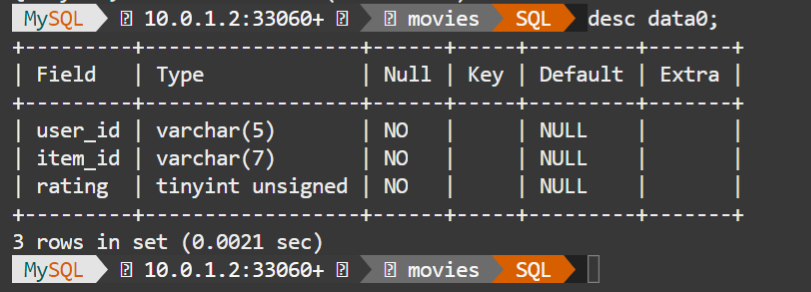 MySQL 10.0.1.2:33060+ movies SQL desc data0;
+---------+------------------+------+-----+---------+-------+
| Field   | Type             | Null | Key | Default | Extra |
+---------+------------------+------+-----+---------+-------+
| user_id | varchar(5)       | NO   |     | NULL    |       |
| item_id | varchar(7)       | NO   |     | NULL    |       |
| rating  | tinyint unsigned | NO   |     | NULL    |       |
+---------+------------------+------+-----+---------+-------+
3 rows in set (0.0021 sec)
MySQL 10.0.1.2:33060+ movies SQL